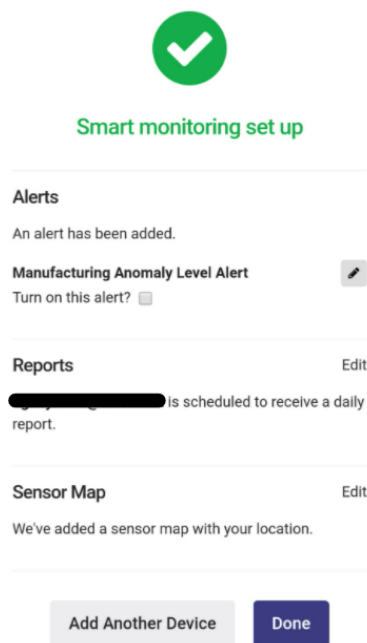 Smart monitoring set up
Alerts
An alert has been added.
Manufacturing Anomaly Level Alert
Turn on this alert?
Reports
Edit
is scheduled to receive a daily
report.
Sensor Map
Edit
We've added a sensor map with your location.
Add Another Device
Done